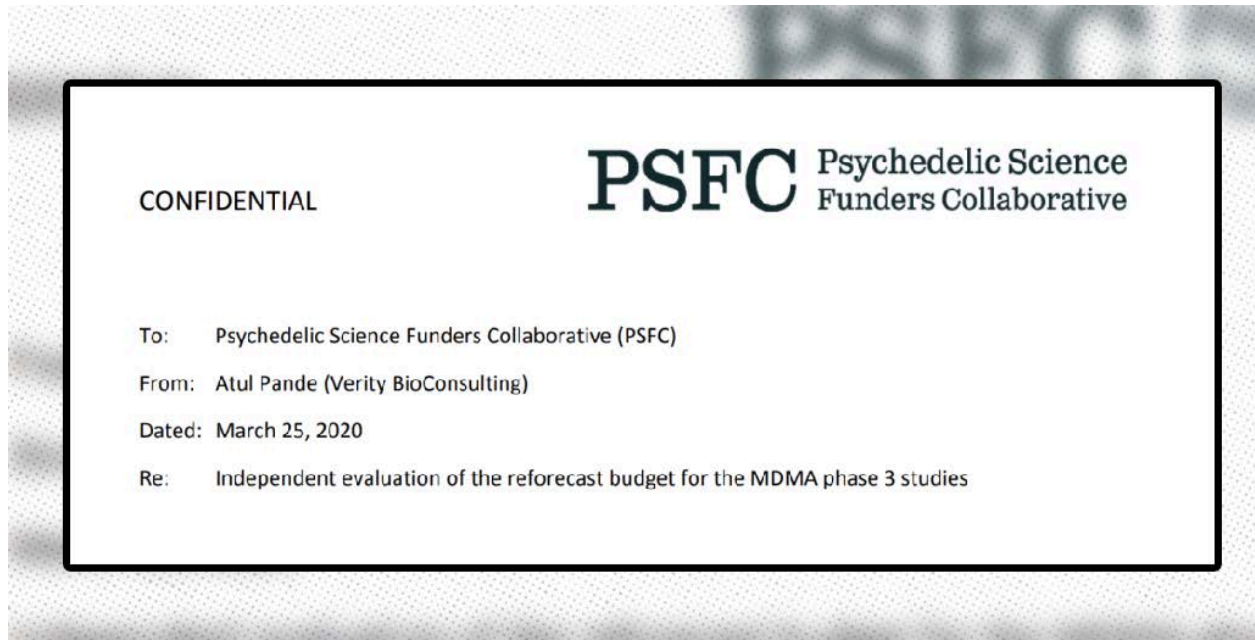 PSFC
CONFIDENTIAL
PSFC Psychedelic Science
Funders Collaborative
To: Psychedelic Science Funders Collaborative (PSFC)
From: Atul Pande (Verity BioConsulting)
Dated: March 25, 2020
Re: Independent evaluation of the reforecast budget for the MDMA phase 3 studies